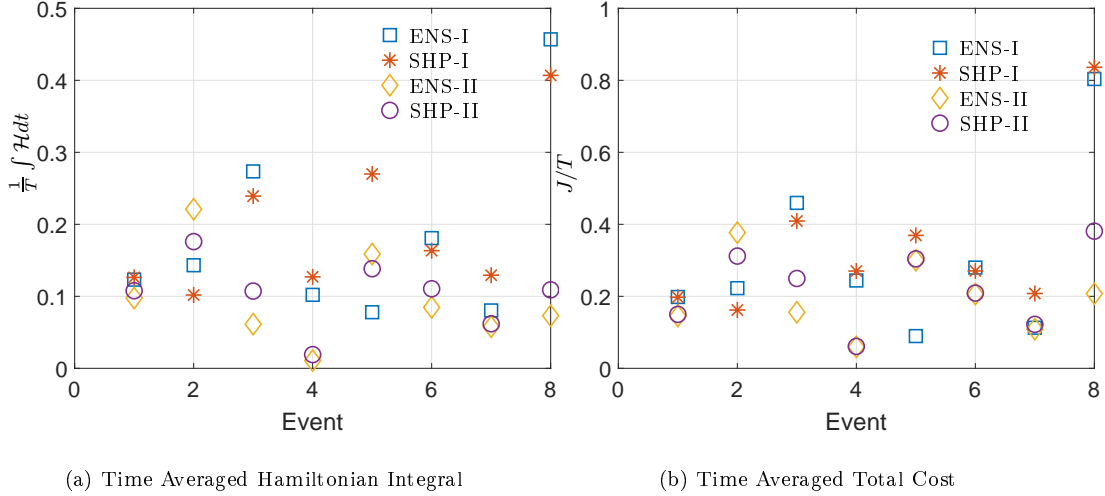 0.5
0.4
0.3
0.2
0.1
0
0 2 4 6 8
1/T ∫ ℋdt
Event
ENS-I
SHP-I
ENS-II
SHP-II
(a) Time Averaged Hamiltonian Integral
1
0.8
0.6
0.4
0.2
0
0 2 4 6 8
J/T
Event
ENS-I
SHP-I
ENS-II
SHP-II
(b) Time Averaged Total Cost